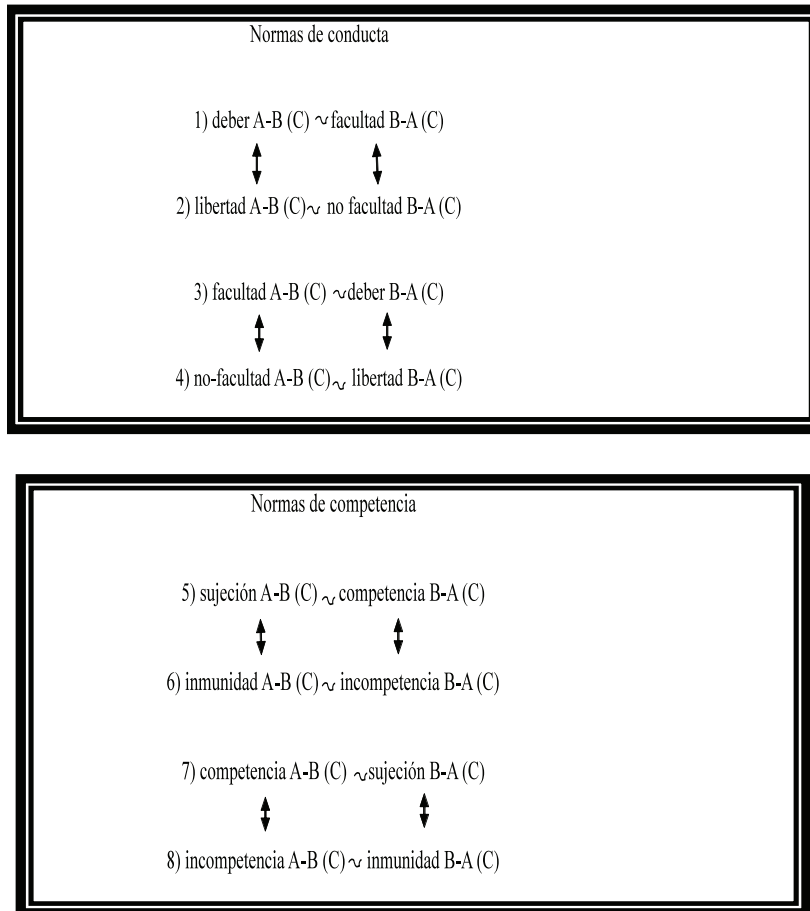 Normas de conducta
1) deber A-B (C) ~ facultad B-A (C)
2) libertad A-B (C) ~ no facultad B-A (C)
3) facultad A-B (C) ~ deber B-A (C)
4) no-facultad A-B (C) ~ libertad B-A (C)
Normas de competencia
5) sujeción A-B (C) ~ competencia B-A (C)
6) inmunidad A-B (C) ~ incompetencia B-A (C)
7) competencia A-B (C) ~ sujeción B-A (C)
8) incompetencia A-B (C) ~ inmunidad B-A (C)